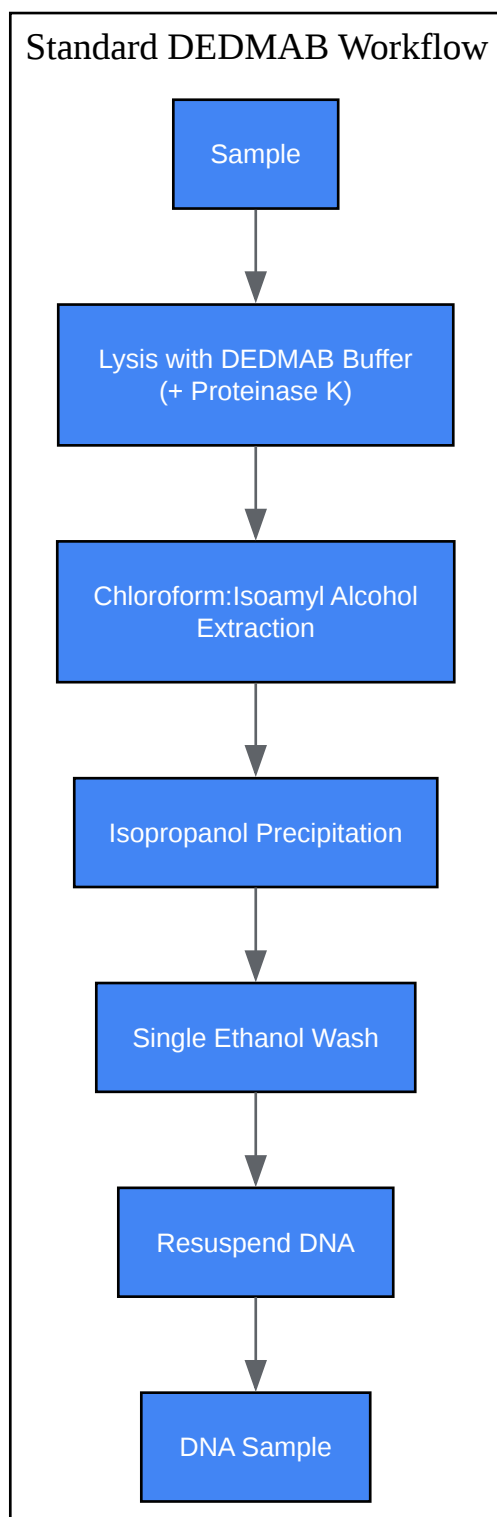 Standard DEDMAB Workflow
Sample
Lysis with DEDMAB Buffer
(+ Proteinase K)
Chloroform:Isoamyl Alcohol
Extraction
Isopropanol Precipitation
Single Ethanol Wash
Resuspend DNA
DNA Sample